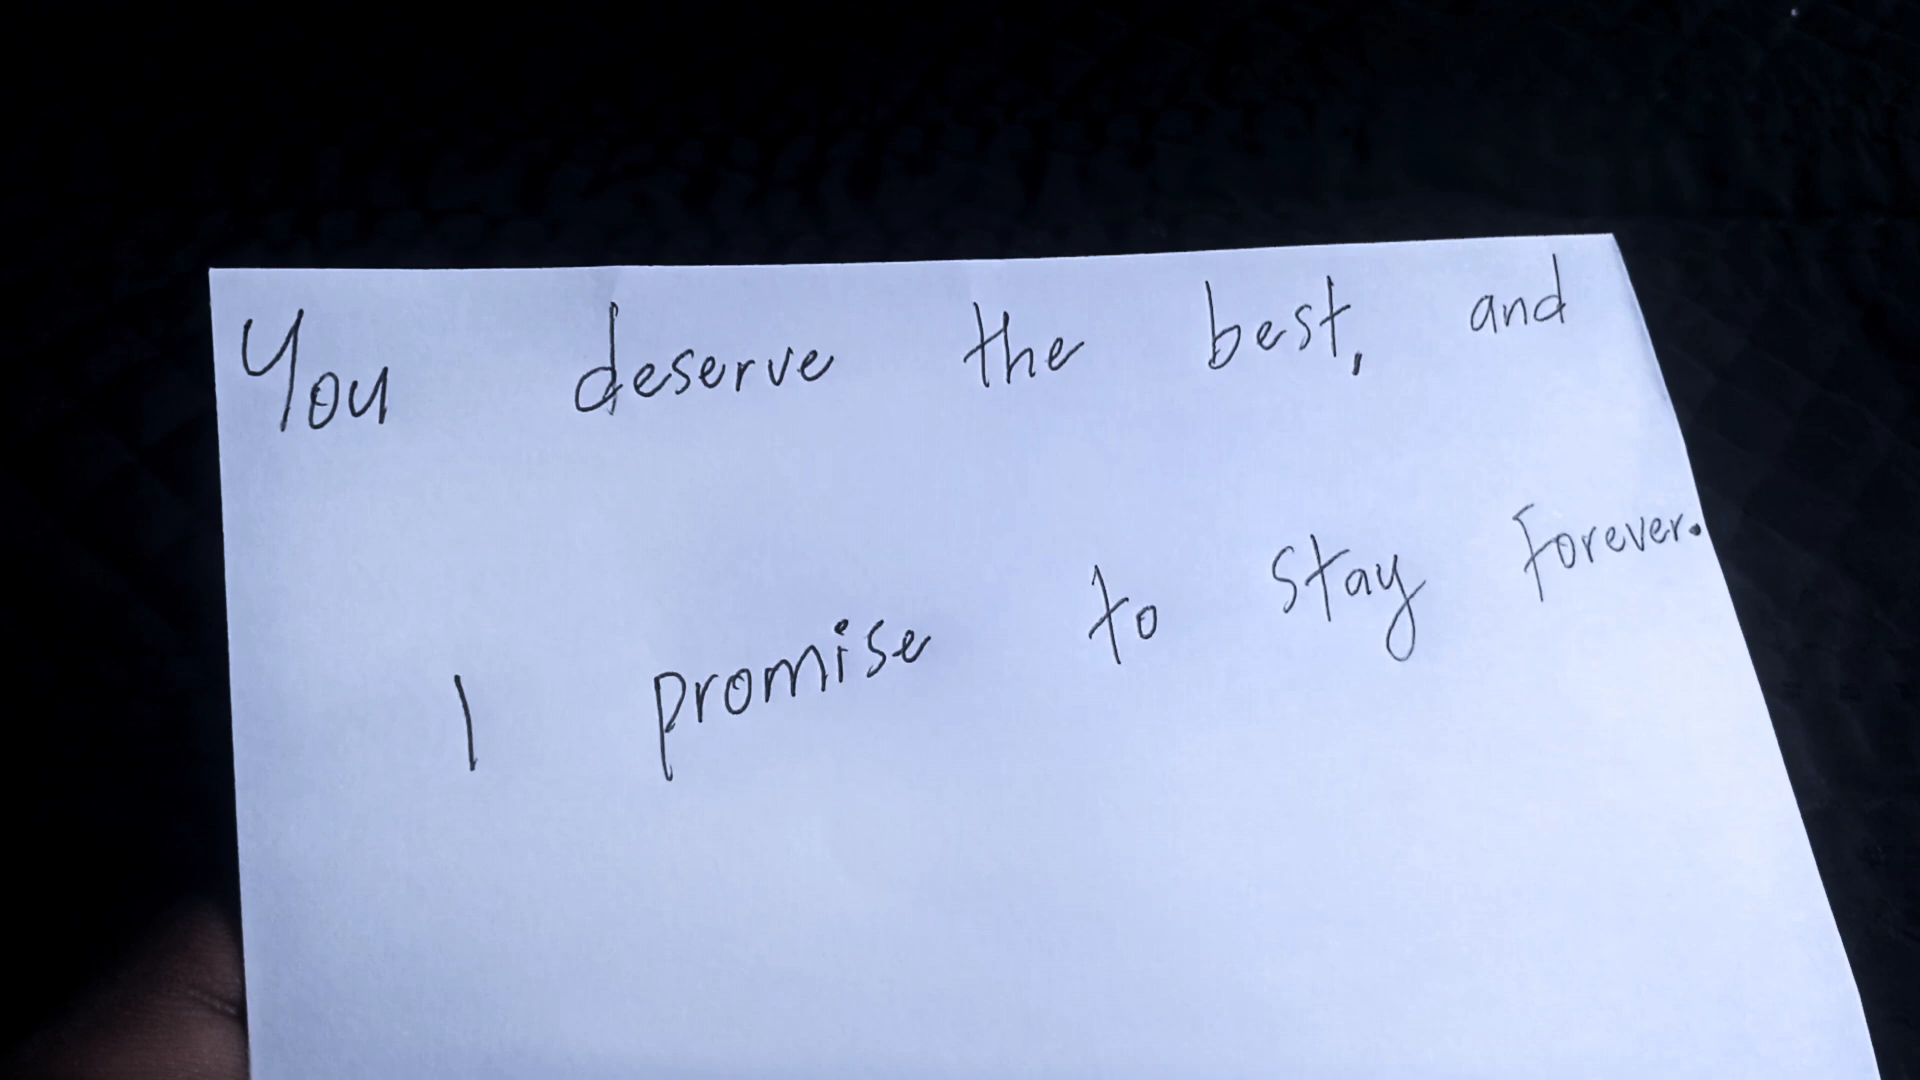 You deserve the best, and
I promise to stay forever.